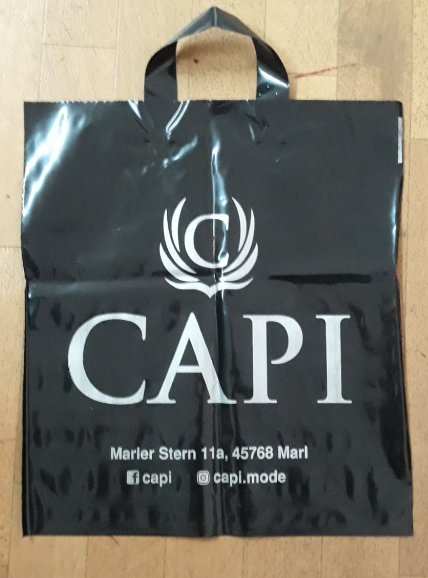 C
CAPI
Marler Stern 11a, 45768 Marl
capi capi.mode